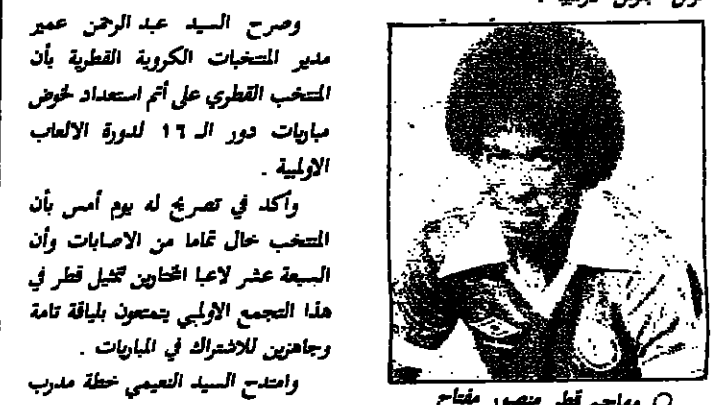 وصرح السيد عبد الرحمن عمير
مدير المنتخبات الكروية القطرية بأن
المنتخب القطري على أتم استعداد لخوض
مباريات دور الـ ١٦ لدورة الالعاب
الاولمبية .
وأكد في تصريح له يوم أمس بأن
المنتخب خال تماما من الاصابات وأن
السبعة عشر لاعبا المختارين لتمثيل قطر في
هذا التجمع الاولمبي يتمتعون بلياقة تامة
وجاهزين للاشتراك في المباريات .
وامتدح السيد النعيمي خطة مدرب
مهاجم قطر منصور مفتاح